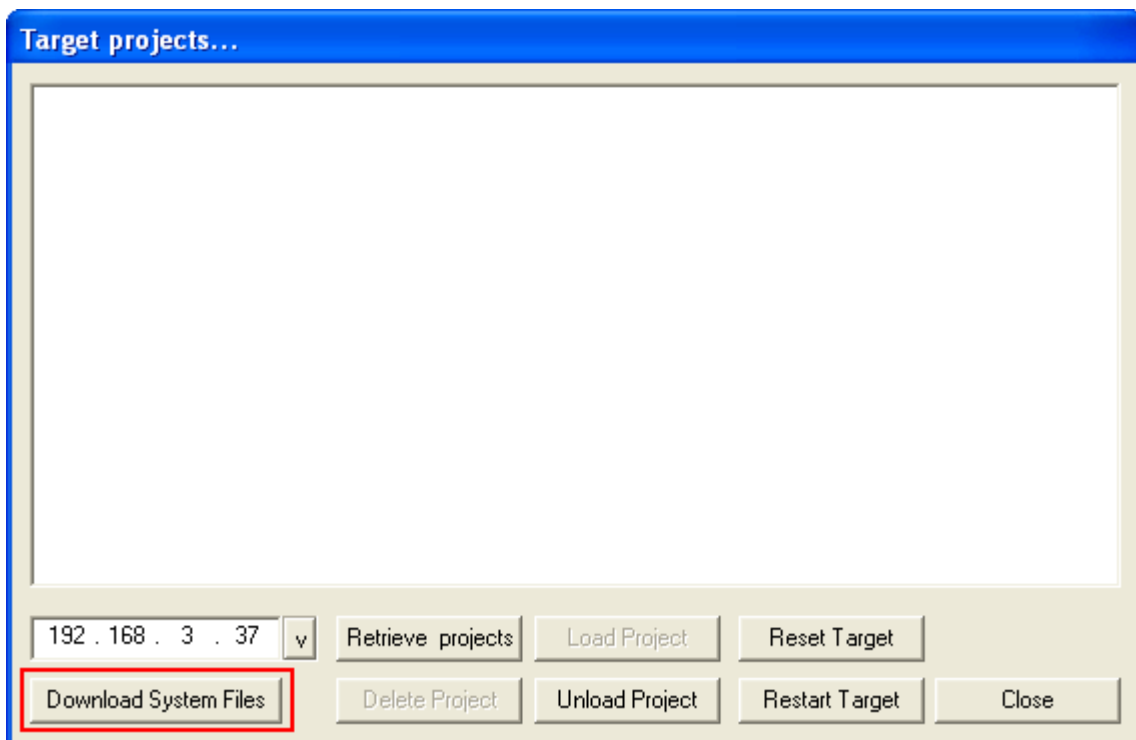 Target projects...
192 . 168 . 3 . 37 v Retrieve projects Load Project Reset Target
Download System Files Delete Project Unload Project Restart Target Close